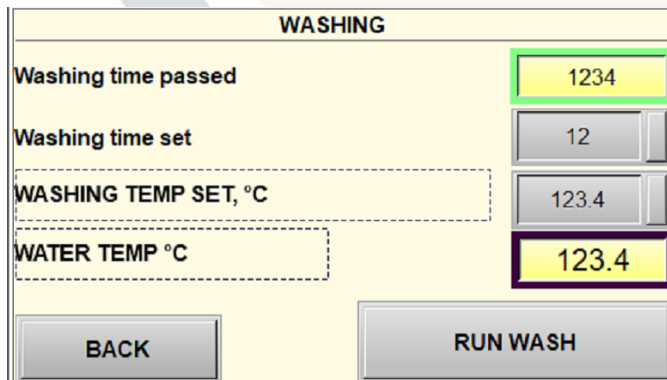 WASHING
Washing time passed 1234
Washing time set 12
WASHING TEMP SET, °C 123.4
WATER TEMP °C 123.4
BACK RUN WASH